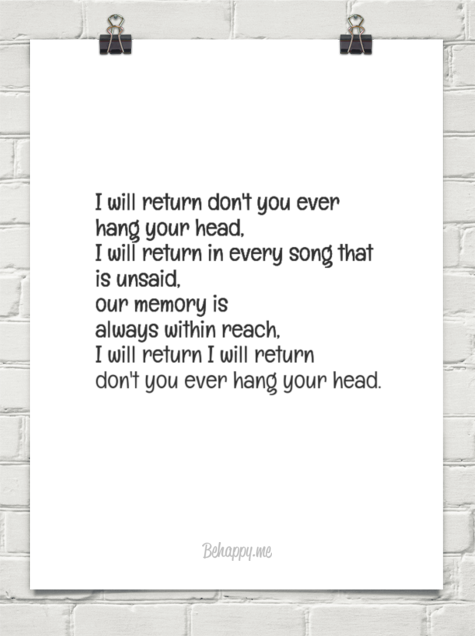 I will return don't you ever
hang your head,
I will return in every song that
is unsaid,
our memory is
always within reach,
I will return I will return
don't you ever hang your head.
Behappy.me